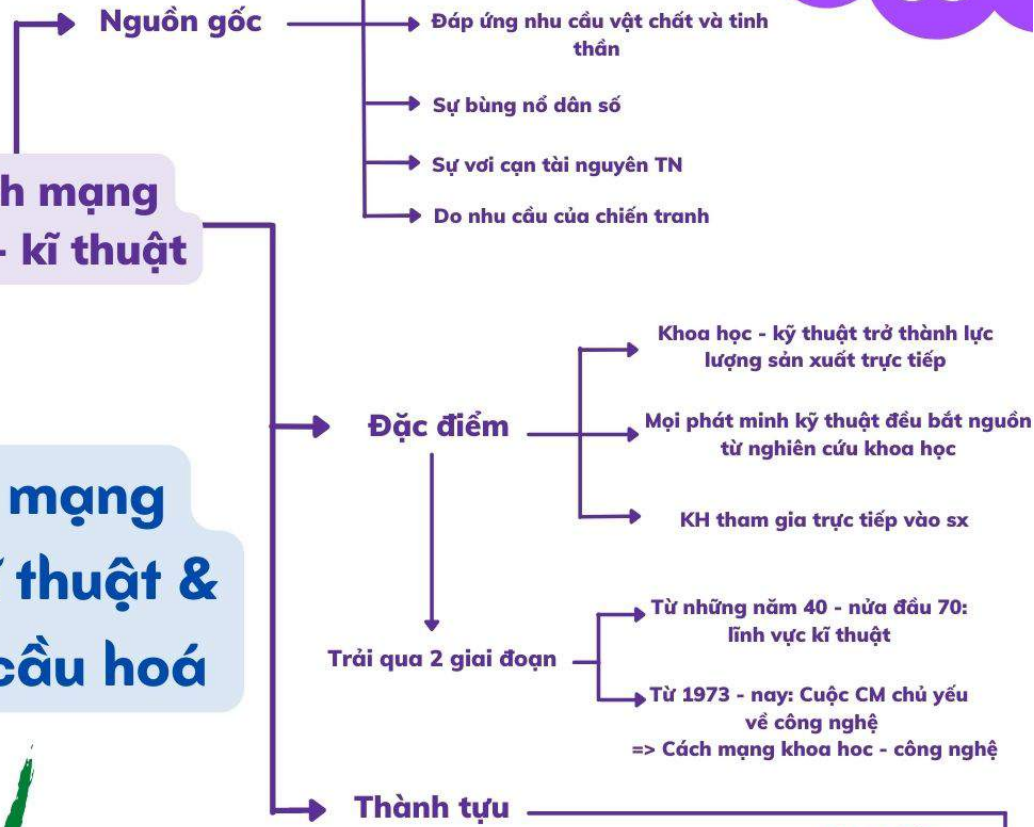 Nguồn gốc
Đáp ứng nhu cầu vật chất và tinh
thần
Sự bùng nổ dân số
Sự vơi cạn tài nguyên TN
Do nhu cầu của chiến tranh
h mạng
- kĩ thuật
Khoa học - kỹ thuật trở thành lực
lượng sản xuất trực tiếp
Đặc điểm
Mọi phát minh kỹ thuật đều bắt nguồn
từ nghiên cứu khoa học
KH tham gia trực tiếp vào sx
mạng
thuật &
cầu hoá
Từ những năm 40 - nửa đầu 70:
lĩnh vực kĩ thuật
Trải qua 2 giai đoạn
Từ 1973 - nay: Cuộc CM chủ yếu
về công nghệ
=> Cách mạng khoa hoc - công nghệ
Thành tựu